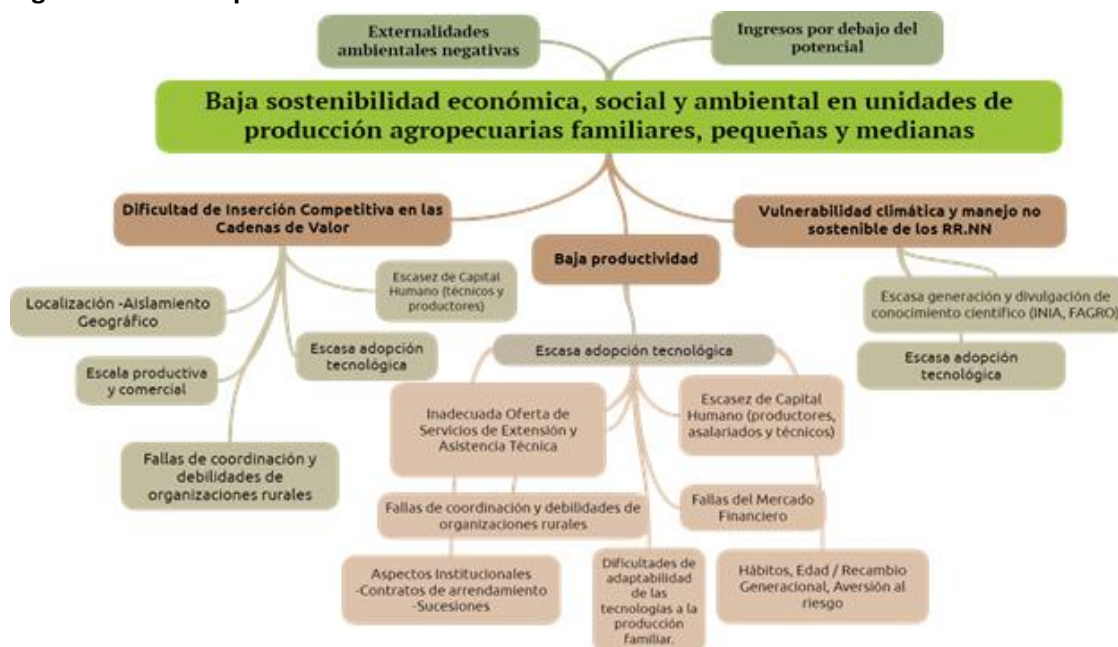 Externalidades
ambientales negativas
Ingresos por debajo del
potencial
Baja sostenibilidad económica, social y ambiental en unidades de
producción agropecuarias familiares, pequeñas y medianas
Dificultad de Inserción Competitiva en las
Cadenas de Valor
Baja productividad
Vulnerabilidad climática y manejo no
sostenible de los RR.NN
Localización -Aislamiento
Geográfico
Escasez de Capital
Humano (técnicos y
productores)
Escala productiva
y comercial
Escasa adopción
tecnológica
Fallas de coordinación y
debilidades de
organizaciones rurales
Escasa adopción tecnológica
Inadecuada Oferta de
Servicios de Extensión y
Asistencia Técnica
Escasez de Capital
Humano (productores,
asalariados y técnicos)
Fallas de coordinación y debilidades de
organizaciones rurales
Fallas del Mercado
Financiero
Aspectos Institucionales
-Contratos de arrendamiento
-Sucesiones
Dificultades de
adaptabilidad
de las
tecnologías a la
producción
familiar.
Hábitos, Edad / Recambio
Generacional, Aversión al
riesgo
Escasa generación y divulgación de
conocimiento científico (INIA, FAGRO)
Escasa adopción
tecnológica